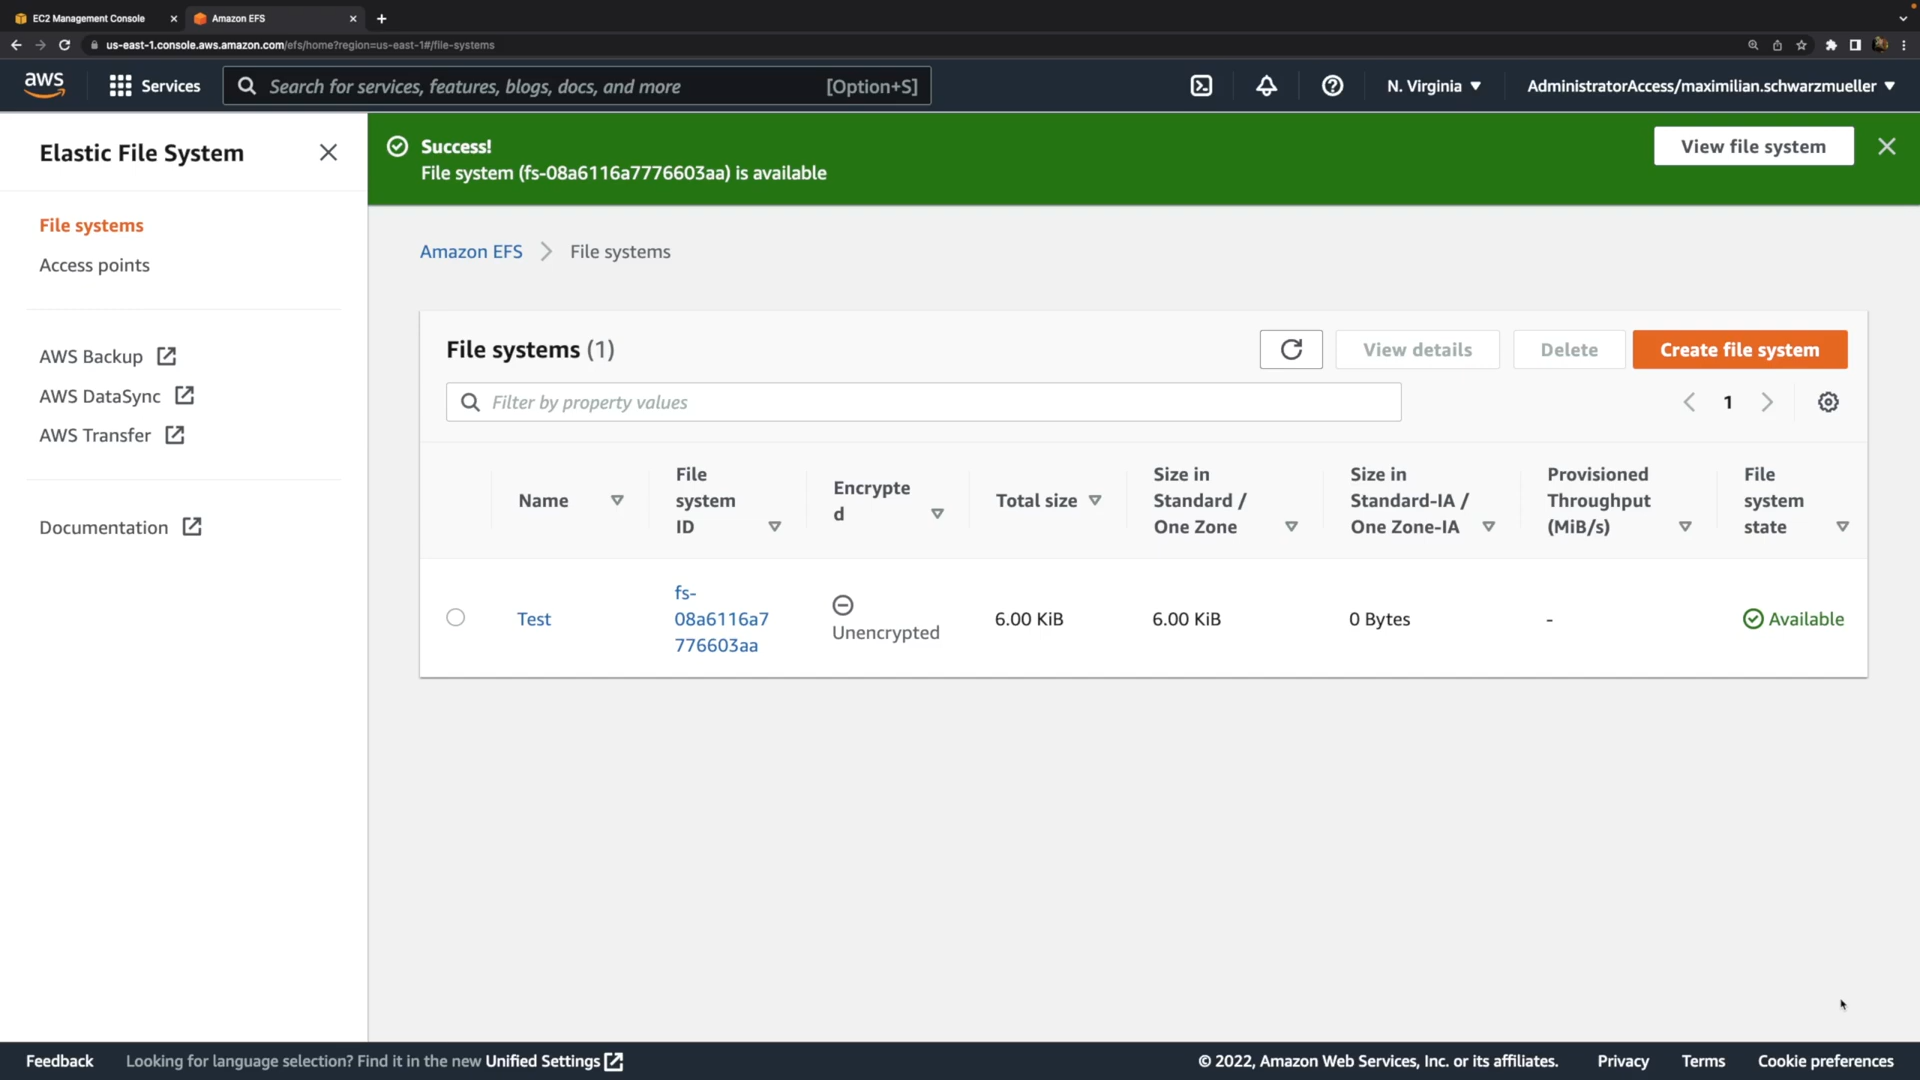 EC2 Management Console
Amazon EFS
us-east-1.console.aws.amazon.com/efs/home?region=us-east-1#/file-systems
aws
Services
Search for services, features, blogs, docs, and more
[Option+S]
N. Virginia
AdministratorAccess/maximilian.schwarzmueller
Elastic File System
File systems
Access points
AWS Backup
AWS DataSync
AWS Transfer
Documentation
Success!
File system (fs-08a6116a7776603aa) is available
View file system
Amazon EFS
File systems
File systems (1)
View details
Delete
Create file system
Filter by property values
1
Name
File
system
ID
Encrypte
d
Total size
Size in
Standard /
One Zone
Size in
Standard-IA /
One Zone-IA
Provisioned
Throughput
(MiB/s)
File
system
state
Test
fs-
08a6116a7
776603aa
Unencrypted
6.00 KiB
6.00 KiB
0 Bytes
-
Available
Feedback
Looking for language selection? Find it in the new Unified Settings
© 2022, Amazon Web Services, Inc. or its affiliates.
Privacy
Terms
Cookie preferences